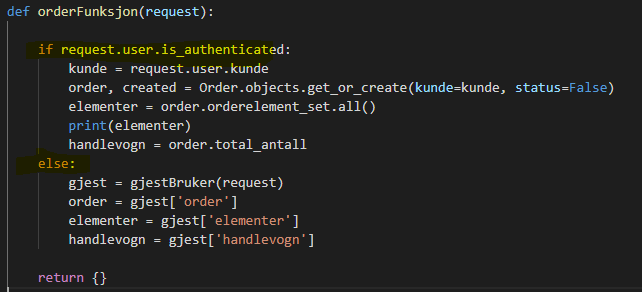 def orderFunksjon(request):
if request.user.is_authenticated:
kunde = request.user.kunde
order, created = Order.objects.get_or_create(kunde=kunde, status=False)
elementer = order.orderelement_set.all()
print(elementer)
handlevogn = order.total_antall
else:
gjest = gjestBruker(request)
order = gjest['order']
elementer = gjest['elementer']
handlevogn = gjest['handlevogn']
return {}